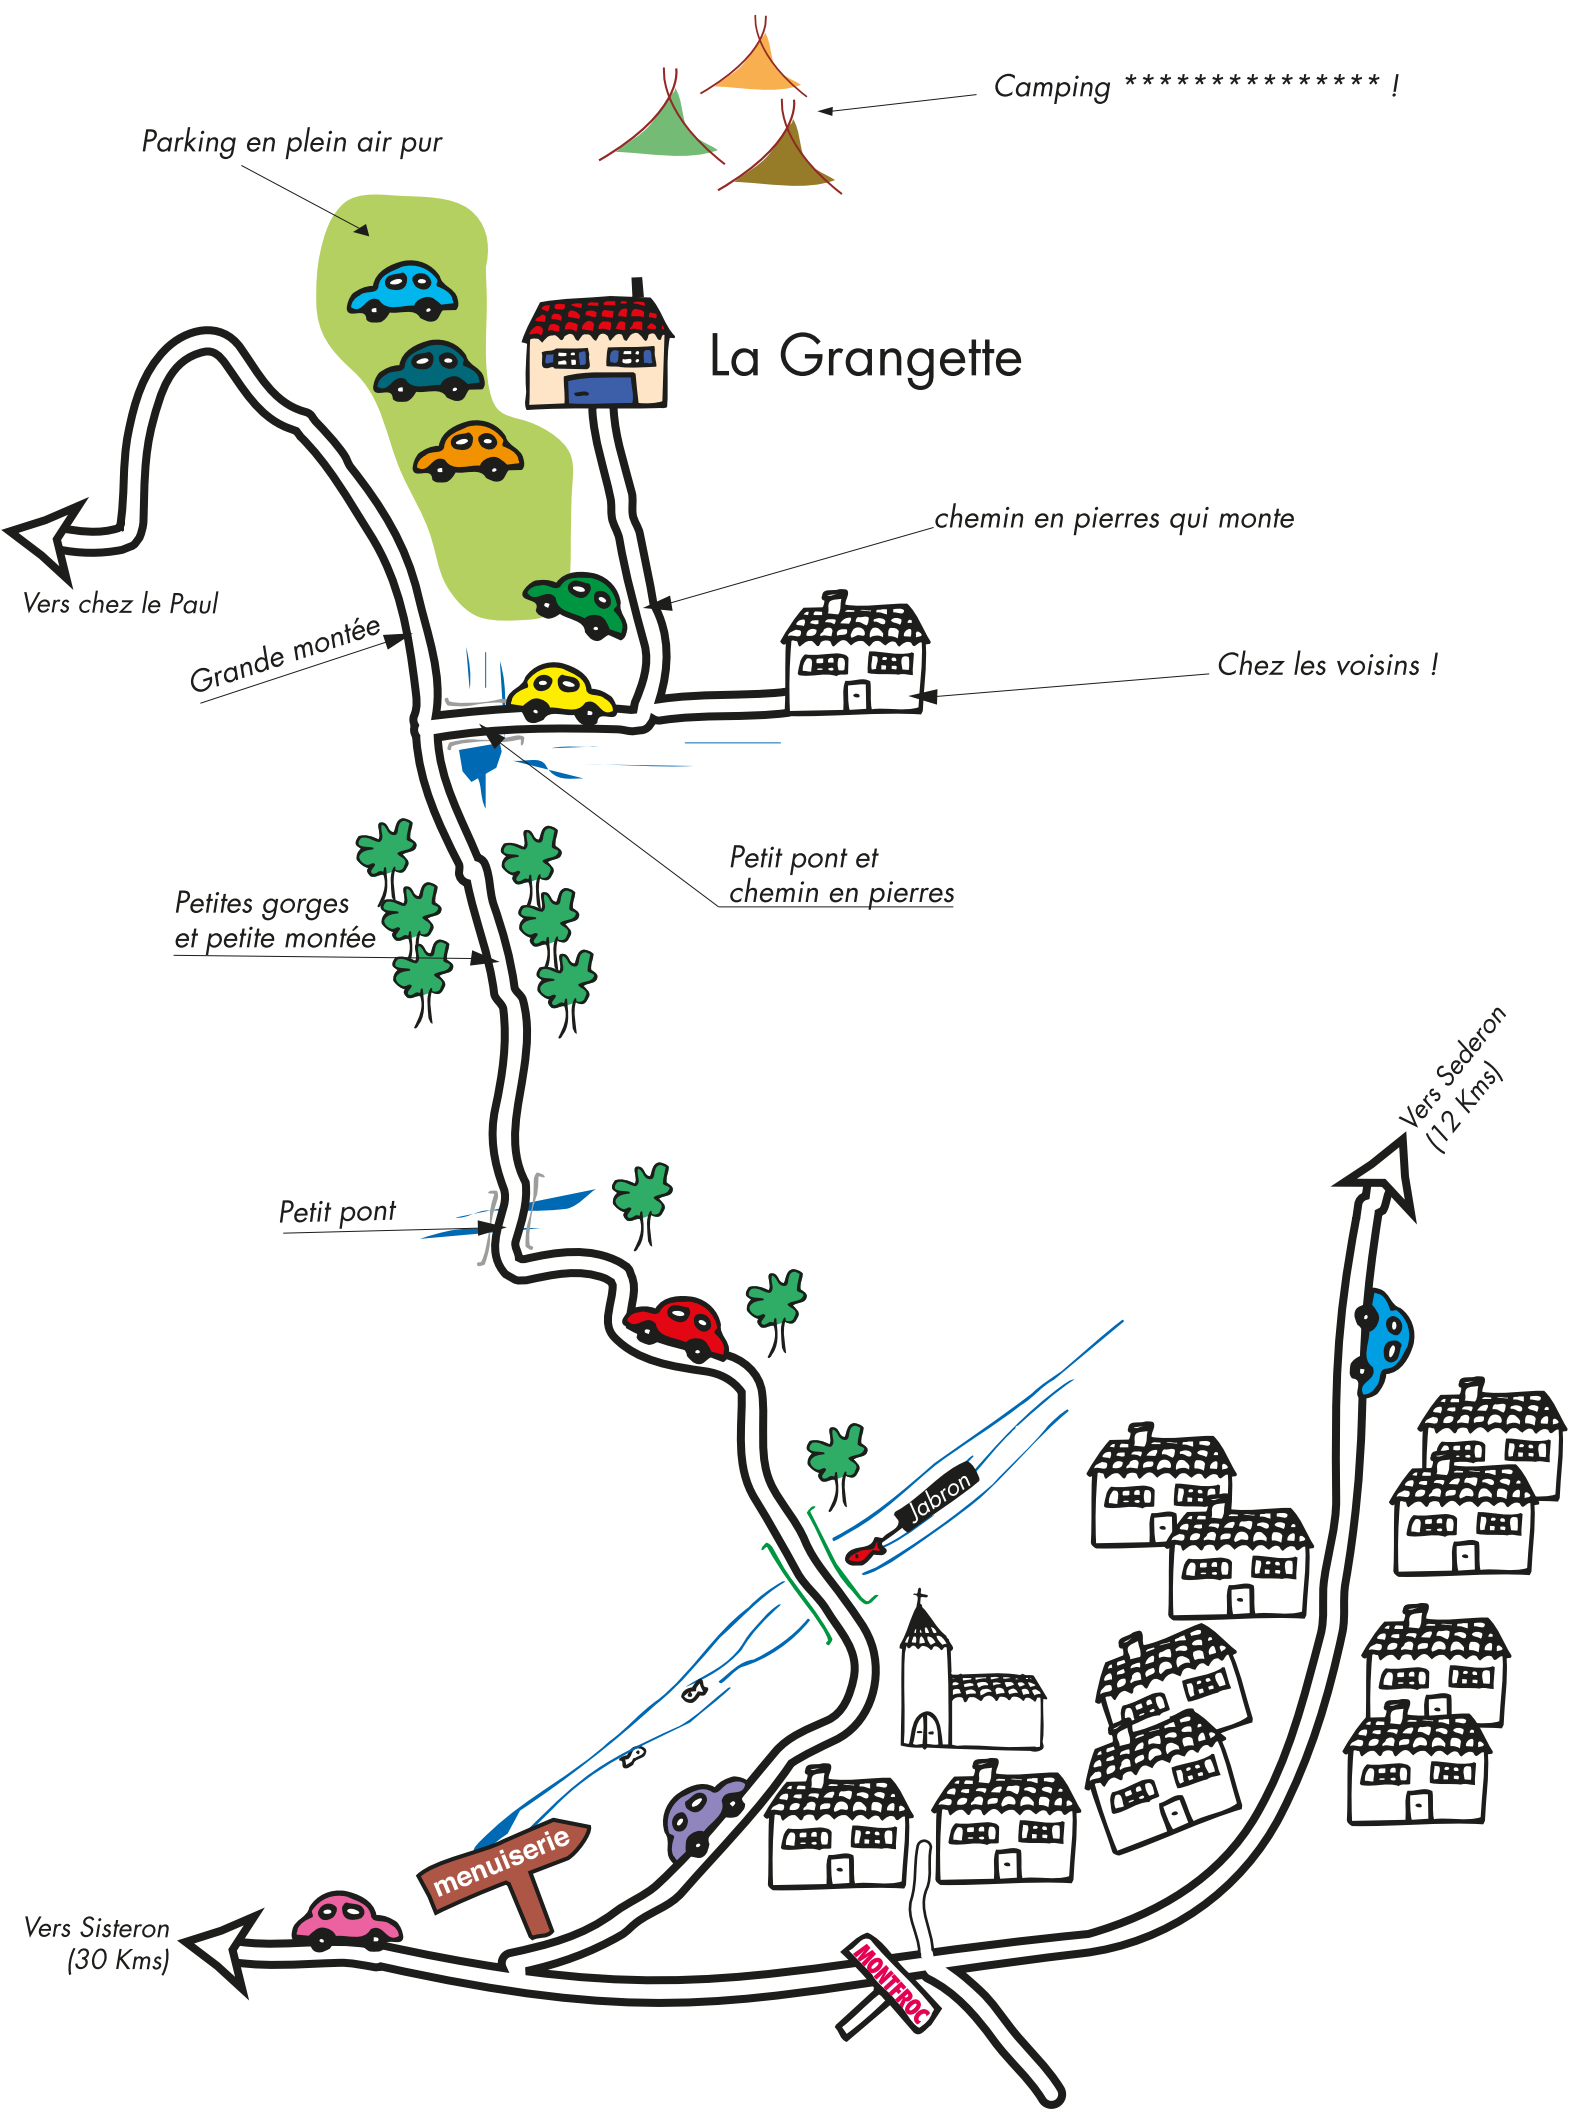 Camping *************** !
Parking en plein air pur
La Grangette
chemin en pierres qui monte
Vers chez le Paul
Grande montée
Chez les voisins !
Petit pont et
chemin en pierres
Petites gorges
et petite montée
Vers Sederon
(12 Kms)
Petit pont
Jabron
menuiserie
Vers Sisteron
(30 Kms)
MONTFROC